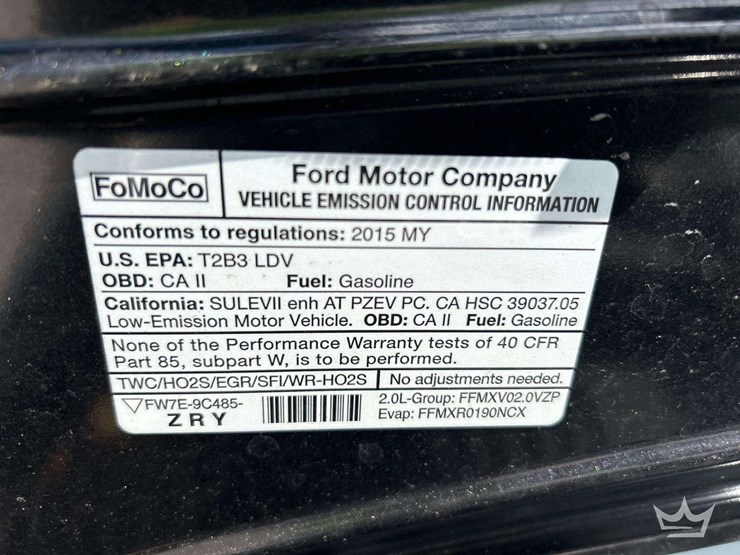 FoMoCo
Ford Motor Company
VEHICLE EMISSION CONTROL INFORMATION
Conforms to regulations: 2015 MY
U.S. EPA: T2B3 LDV
OBD: CA II Fuel: Gasoline
California: SULEVII enh AT PZEV PC. CA HSC 39037.05
Low-Emission Motor Vehicle. OBD: CA II Fuel: Gasoline
None of the Performance Warranty tests of 40 CFR
Part 85, subpart W, is to be performed.
TWC/HO2S/EGR/SFI/WR-HO2S No adjustments needed.
FW7E-9C485-
ZRY
2.0L-Group: FFMXV02.0VZP
Evap: FFMXR0190NCX